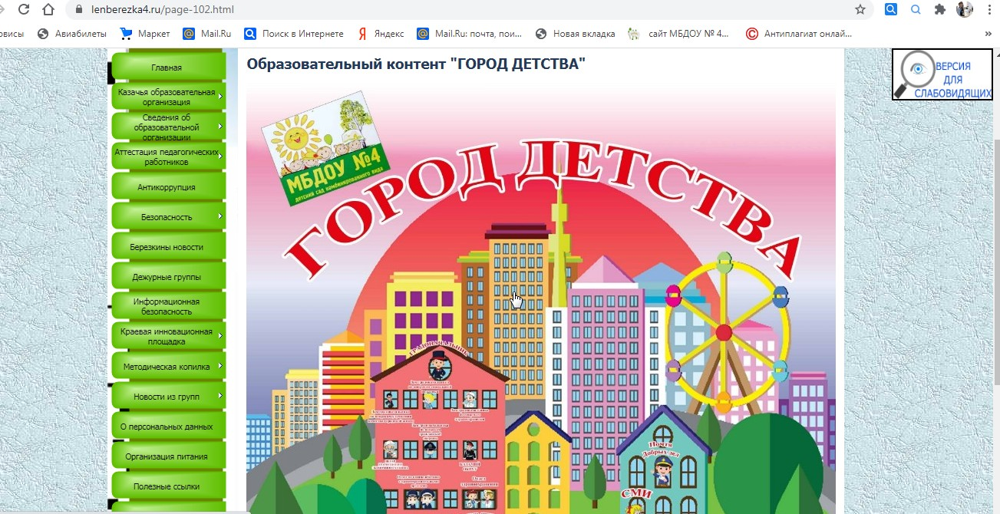 lenberezka4.ru/page-102.html
Авиабилеты
Маркет
Mail.Ru
Поиск в Интернете
Яндекс
Mail.Ru: почта, пои...
Новая вкладка
сайт МБДОУ № 4...
Антиплагиат онлай...
»
Главная
Казачья образовательная
организация
Сведения об
образовательной
организации
Аттестация педагогических
работников
Антикоррупция
Безопасность
Березкины новости
Дежурные группы
Информационная
безопасность
Краевая инновационная
площадка
Методическая копилка
Новости из групп
О персональных данных
Организация питания
Полезные ссылки
Образовательный контент "ГОРОД ДЕТСТВА"
ВЕРСИЯ
ДЛЯ
СЛАБОВИДЯЩИХ
МБДОУ №4
детский сад комбинированного вида
ГОРОД ДЕТСТВА
ГРАДОНАЧАЛЬНИК
Почта
Добрых дел
СМИ